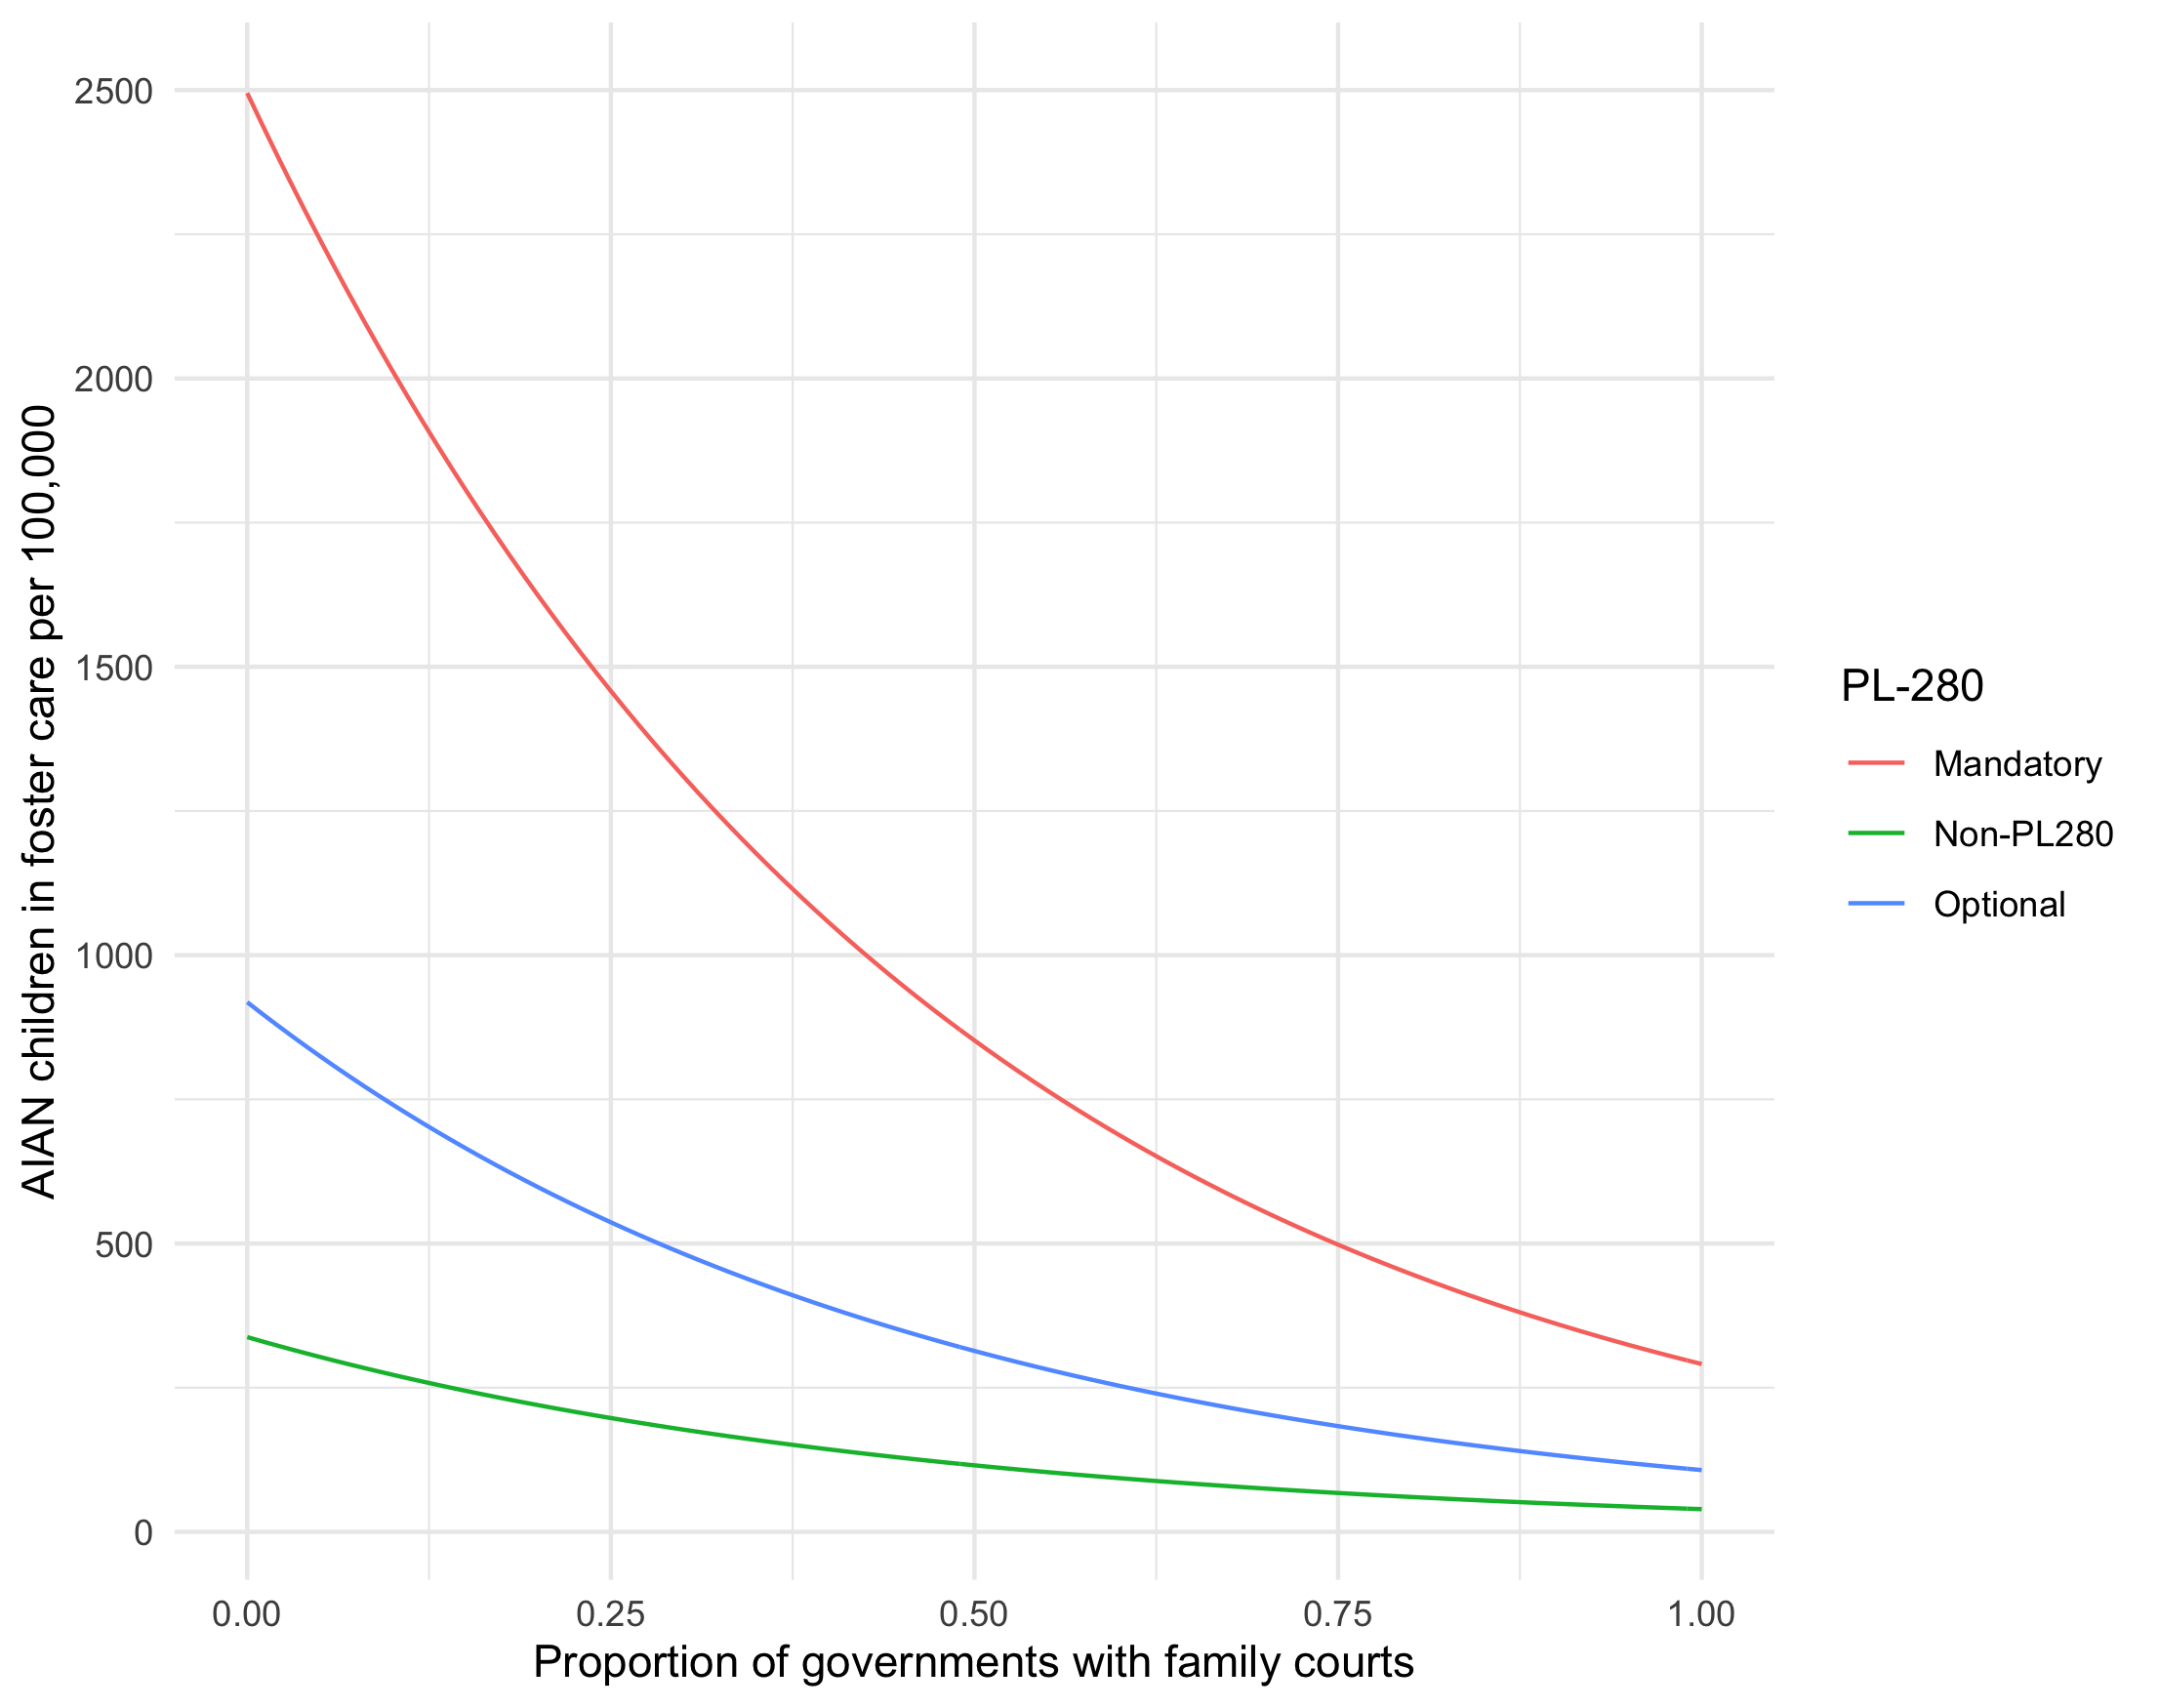 AIAN children in foster care per 100,000
2500
2000
1500
1000
500
0
0.00 0.25 0.50 0.75 1.00
Proportion of governments with family courts
PL-280
Mandatory
Non-PL280
Optional